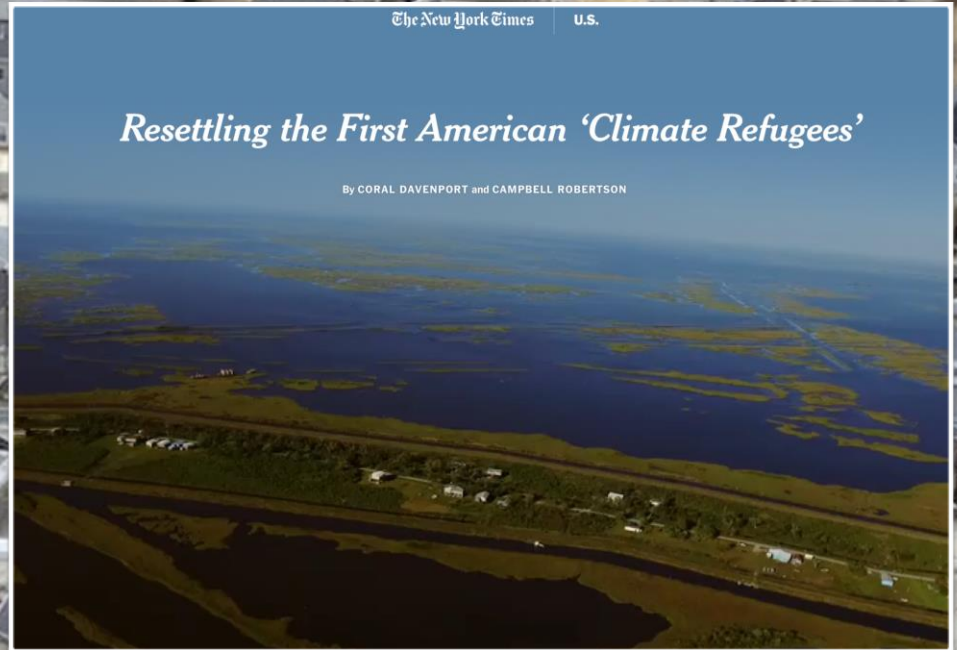 The New York Times
U.S.
Resettling the First American ‘Climate Refugees’
By CORAL DAVENPORT and CAMPBELL ROBERTSON